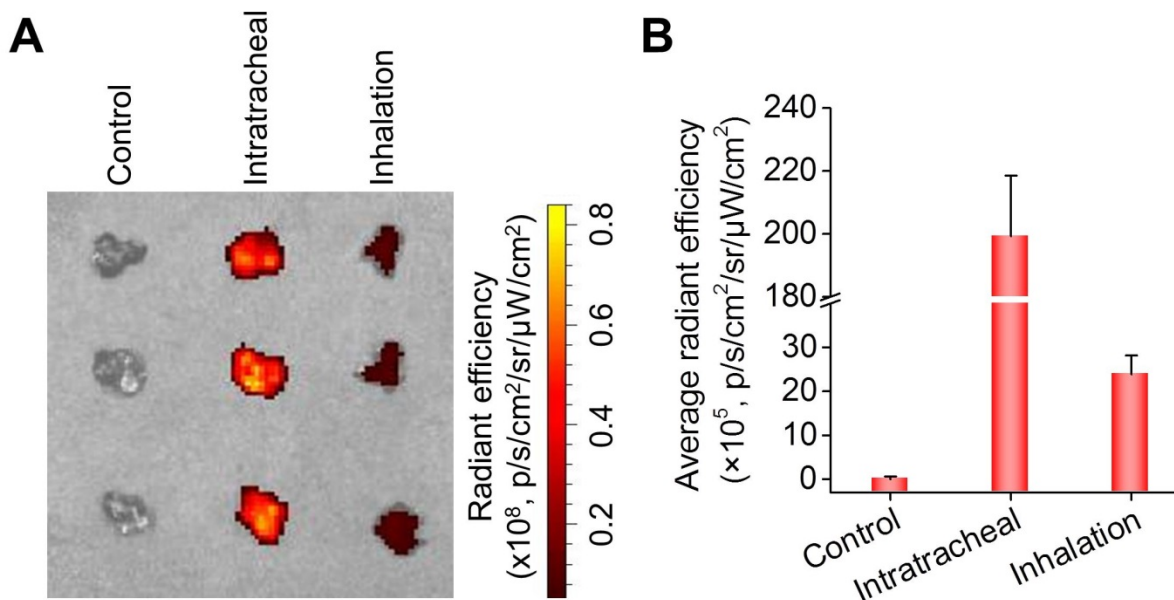 A
Control
Intratracheal
Inhalation
Radiant efficiency
(x10⁸, p/s/cm²/sr/µW/cm²)
0.8
0.6
0.4
0.2
B
Average radiant efficiency
(×10⁵, p/s/cm²/sr/µW/cm²)
240
220
200
180
30
20
10
0
Control
Intratracheal
Inhalation